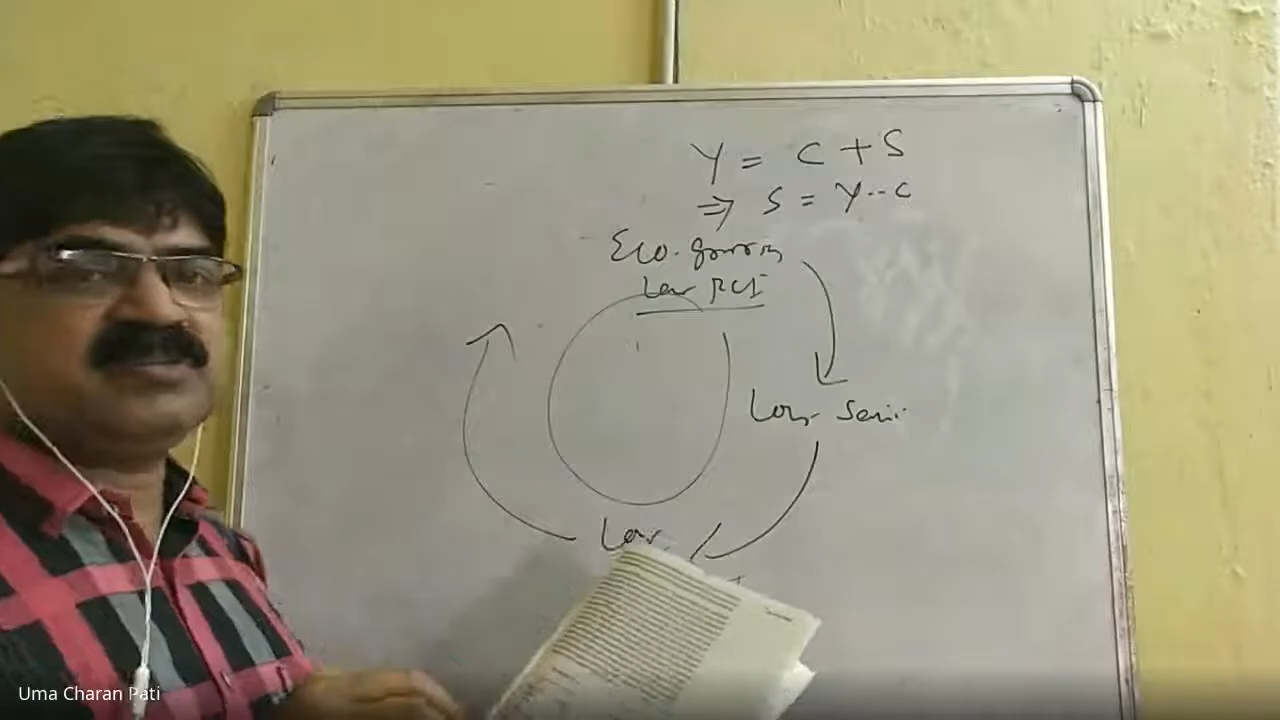 Y = C + S
⇒ S = Y - C
Eco. growth
Low PCI
Low Savi
Low
Uma Charan Pati